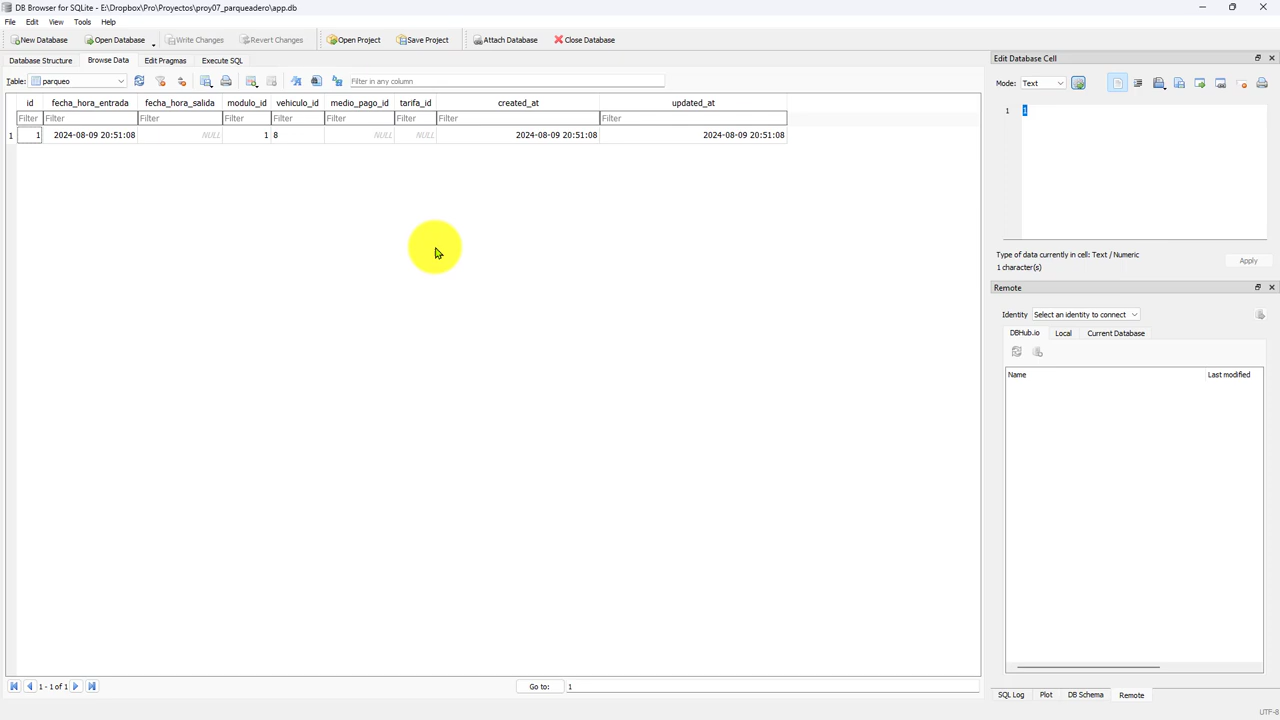 DB Browser for SQLite - E:\Dropbox\Pro\Proyectos\proy07_parqueadero\app.db
File Edit View Tools Help
New Database Open Database Write Changes Revert Changes Open Project Save Project Attach Database Close Database
Database Structure Browse Data Edit Pragmas Execute SQL
Table: parqueo Filter in any column
id fecha_hora_entrada fecha_hora_salida modulo_id vehiculo_id medio_pago_id tarifa_id created_at updated_at
Filter Filter Filter Filter Filter Filter Filter Filter Filter
1 1 2024-08-09 20:51:08 NULL 1 8 NULL NULL 2024-08-09 20:51:08 2024-08-09 20:51:08
1 - 1 of 1 Go to: 1
Edit Database Cell
Mode: Text
1 1
Type of data currently in cell: Text / Numeric
1 character(s)
Apply
Remote
Identity Select an identity to connect
DBHub.io Local Current Database
Name Last modified
SQL Log Plot DB Schema Remote
UTF-8